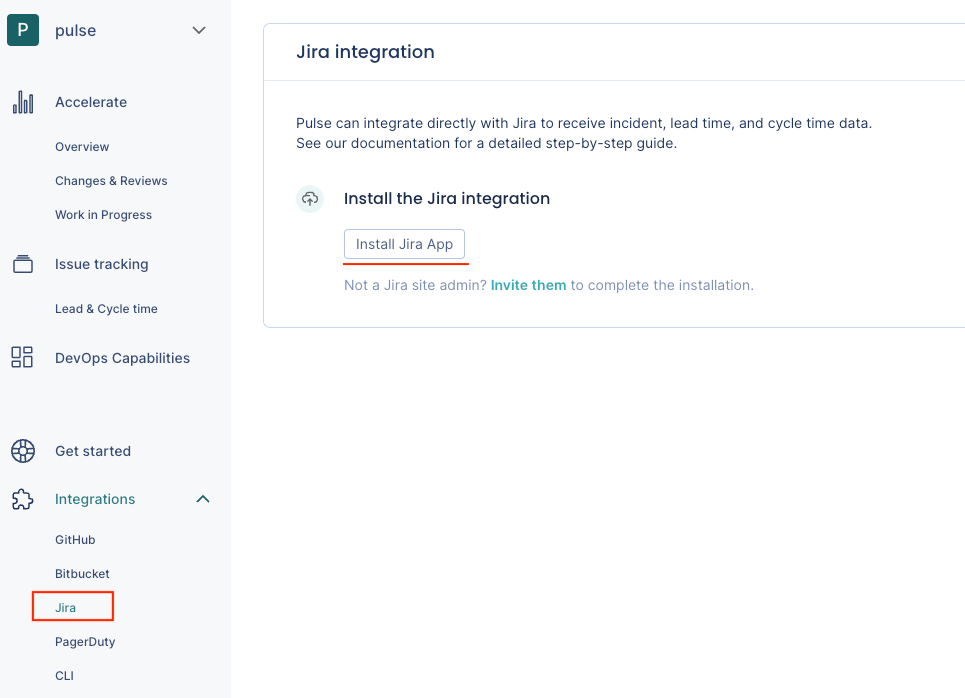 P
pulse
Accelerate
Overview
Changes & Reviews
Work in Progress
Issue tracking
Lead & Cycle time
DevOps Capabilities
Get started
Integrations
GitHub
Bitbucket
Jira
PagerDuty
CLI
Jira integration
Pulse can integrate directly with Jira to receive incident, lead time, and cycle time data.
See our documentation for a detailed step-by-step guide.
Install the Jira integration
Install Jira App
Not a Jira site admin? Invite them to complete the installation.